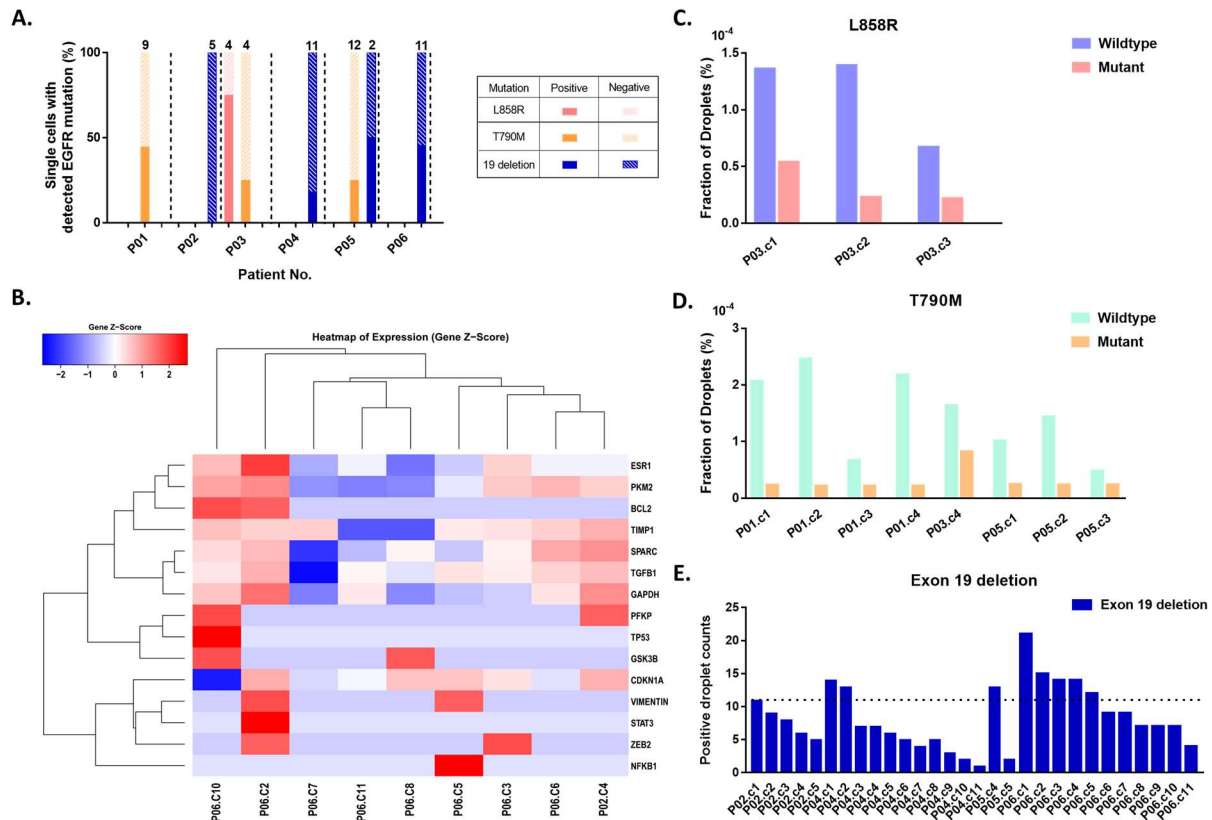 A.
9 5 4 4 11 12 2 11
100
50
0
Single cells with
detected EGFR mutation (%)
P01 P02 P03 P04 P05 P06
Patient No.
Mutation Positive Negative
L858R
T790M
19 deletion
B.
Gene Z-Score
−2 −1 0 1 2
Heatmap of Expression (Gene Z-Score)
ESR1
PKM2
BCL2
TIMP1
SPARC
TGFB1
GAPDH
PFKP
TP53
GSK3B
CDKN1A
VIMENTIN
STAT3
ZEB2
NFKB1
P06.C10 P06.C2 P06.C7 P06.C11 P06.C8 P06.C5 P06.C3 P06.C6 P02.C4
C.
L858R
10⁻⁴
1.5
1.0
0.5
0.0
Fraction of Droplets (%)
Wildtype
Mutant
P03.c1 P03.c2 P03.c3
D.
T790M
10⁻⁴
3
2
1
0
Fraction of Droplets (%)
Wildtype
Mutant
P01.c1 P01.c2 P01.c3 P01.c4 P03.c4 P05.c1 P05.c2 P05.c3
E.
Exon 19 deletion
Exon 19 deletion
25
20
15
10
5
0
Positive droplet counts
P02.c1 P02.c2 P02.c3 P02.c4 P02.c5 P04.c1 P04.c2 P04.c3 P04.c4 P04.c5 P04.c6 P04.c7 P04.c8 P04.c9 P04.c10 P04.c11 P05.c4 P05.c5 P06.c1 P06.c2 P06.c3 P06.c4 P06.c5 P06.c6 P06.c7 P06.c8 P06.c9 P06.c10 P06.c11